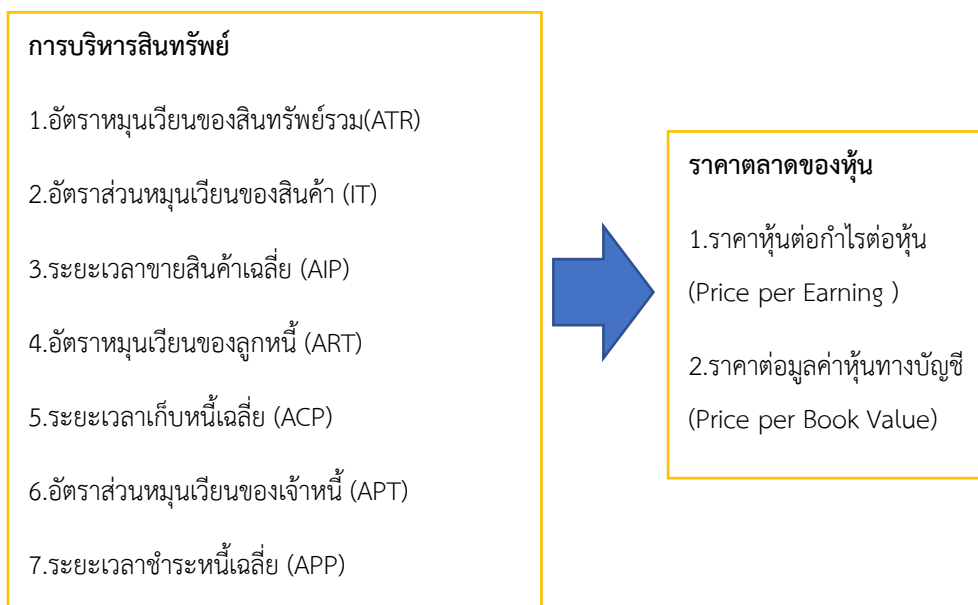 การบริหารสินทรัพย์
1.อัตราหมุนเวียนของสินทรัพย์รวม(ATR)
2.อัตราส่วนหมุนเวียนของสินค้า (IT)
3.ระยะเวลาขายสินค้าเฉลี่ย (AIP)
4.อัตราหมุนเวียนของลูกหนี้ (ART)
5.ระยะเวลาเก็บหนี้เฉลี่ย (ACP)
6.อัตราส่วนหมุนเวียนของเจ้าหนี้ (APT)
7.ระยะเวลาชำระหนี้เฉลี่ย (APP)
ราคาตลาดของหุ้น
1.ราคาหุ้นต่อกำไรต่อหุ้น
(Price per Earning )
2.ราคาต่อมูลค่าหุ้นทางบัญชี
(Price per Book Value)